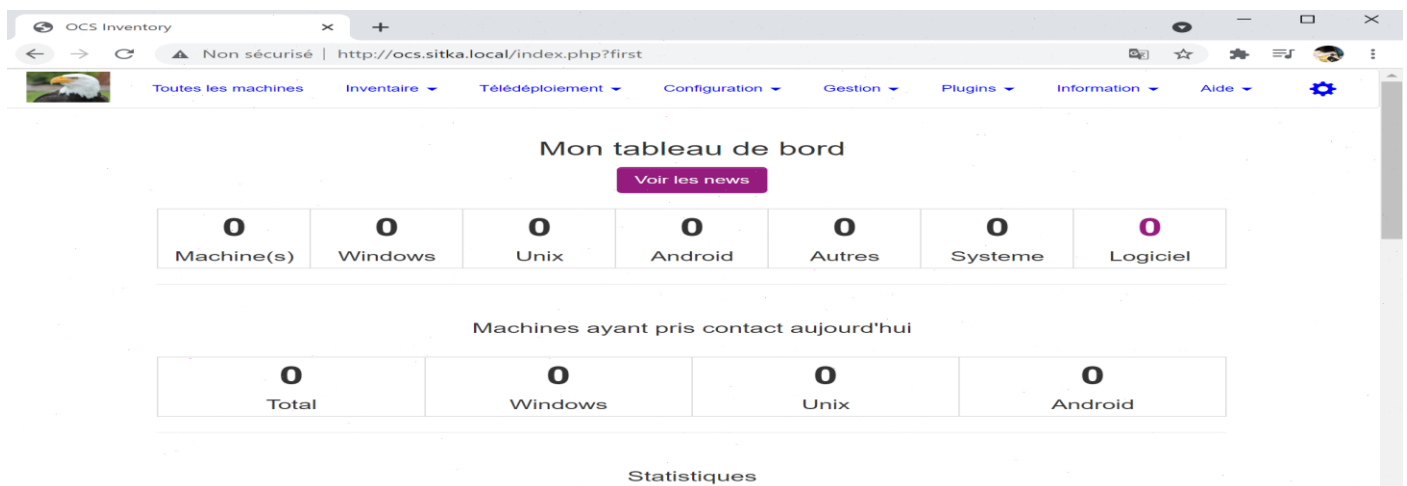 OCS Inventory
Non sécurisé | http://ocs.sitka.local/index.php?first
Toutes les machines Inventaire Télédéploiement Configuration Gestion Plugins Information Aide
Mon tableau de bord
Voir les news
0 0 0 0 0 0 0
Machine(s) Windows Unix Android Autres Systeme Logiciel
Machines ayant pris contact aujourd'hui
0 0 0 0
Total Windows Unix Android
Statistiques